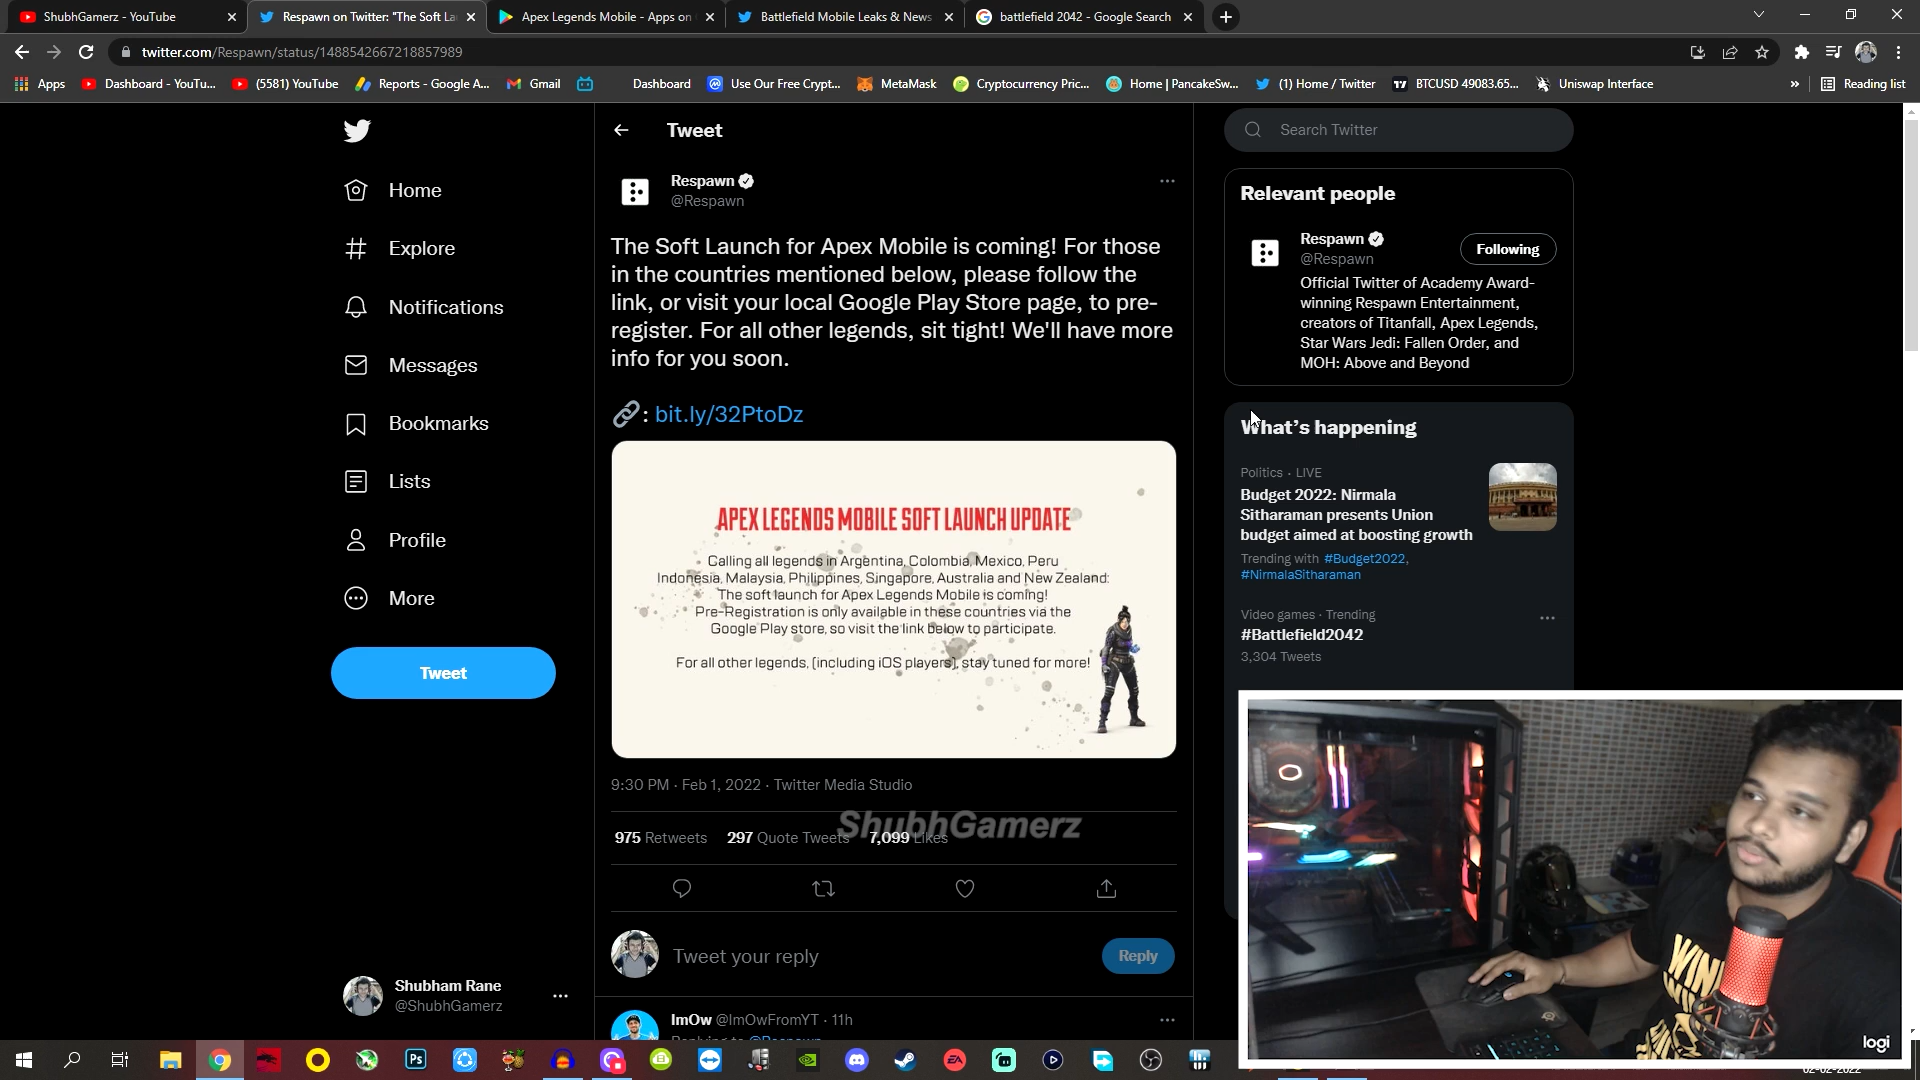 ShubhGamerz - YouTube
Respawn on Twitter: "The Soft La
Apex Legends Mobile - Apps on
Battlefield Mobile Leaks & News
battlefield 2042 - Google Search
twitter.com/Respawn/status/1488542667218857989
Apps
Dashboard - YouTu...
(5581) YouTube
Reports - Google A...
Gmail
Dashboard
Use Our Free Crypt...
MetaMask
Cryptocurrency Pric...
Home | PancakeSw...
(1) Home / Twitter
BTCUSD 49083.65...
Uniswap Interface
»
Reading list
Home
Explore
Notifications
Messages
Bookmarks
Lists
Profile
More
Tweet
Shubham Rane
@ShubhGamerz
Tweet
Respawn
@Respawn
The Soft Launch for Apex Mobile is coming! For those
in the countries mentioned below, please follow the
link, or visit your local Google Play Store page, to pre-
register. For all other legends, sit tight! We'll have more
info for you soon.
: bit.ly/32PtoDz
APEX LEGENDS MOBILE SOFT LAUNCH UPDATE
Calling all legends in Argentina, Colombia, Mexico, Peru
Indonesia, Malaysia, Philippines, Singapore, Australia and New Zealand:
The soft launch for Apex Legends Mobile is coming!
Pre-Registration is only available in these countries via the
Google Play store, so visit the link below to participate.
For all other legends, (including iOS players), stay tuned for more!
9:30 PM · Feb 1, 2022 · Twitter Media Studio
ShubhGamerz
975 Retweets 297 Quote Tweets 7,099 Likes
Tweet your reply
Reply
ImOw @ImOwFromYT · 11h
Search Twitter
Relevant people
Respawn
@Respawn
Following
Official Twitter of Academy Award-
winning Respawn Entertainment,
creators of Titanfall, Apex Legends,
Star Wars Jedi: Fallen Order, and
MOH: Above and Beyond
What's happening
Politics · LIVE
Budget 2022: Nirmala
Sitharaman presents Union
budget aimed at boosting growth
Trending with #Budget2022,
#NirmalaSitharaman
Video games · Trending
#Battlefield2042
3,304 Tweets
logi
Ps
EA